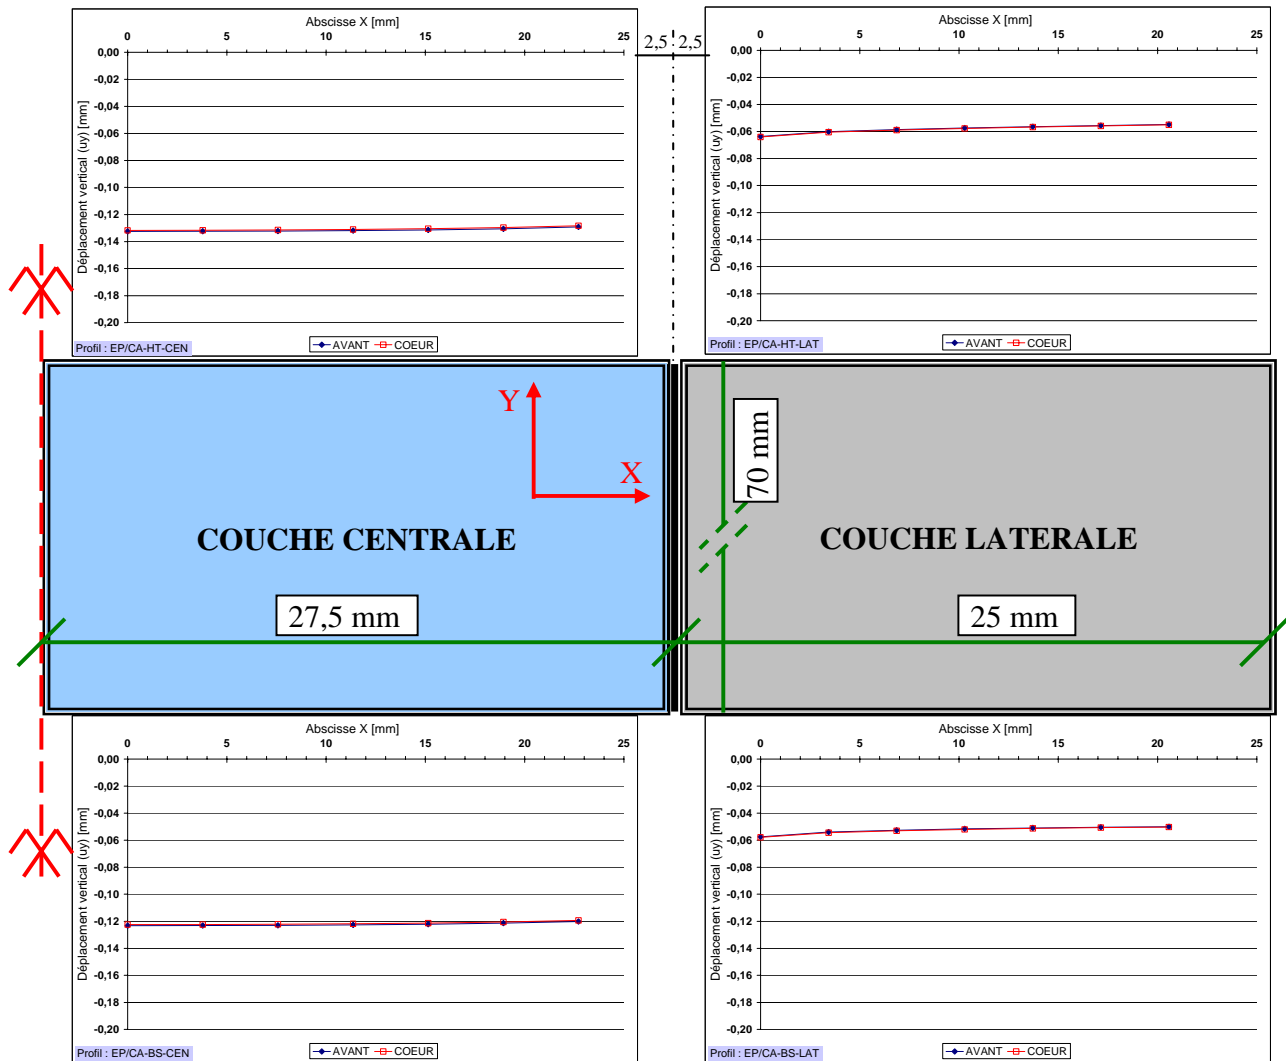 Abscisse X [mm]
0 5 10 15 20 25
0,00
-0,02
-0,04
-0,06
-0,08
-0,10
-0,12
-0,14
-0,16
-0,18
-0,20
Déplacement vertical (uy) [mm]
Profil : EP/CA-HT-CEN
AVANT COEUR
2,5 2,5
Abscisse X [mm]
0 5 10 15 20 25
0,00
-0,02
-0,04
-0,06
-0,08
-0,10
-0,12
-0,14
-0,16
-0,18
-0,20
Déplacement vertical (uy) [mm]
Profil : EP/CA-HT-LAT
AVANT COEUR
Y
X
COUCHE CENTRALE
27,5 mm
70 mm
COUCHE LATERALE
25 mm
Abscisse X [mm]
0 5 10 15 20 25
0,00
-0,02
-0,04
-0,06
-0,08
-0,10
-0,12
-0,14
-0,16
-0,18
-0,20
Déplacement vertical (uy) [mm]
Profil : EP/CA-BS-CEN
AVANT COEUR
Abscisse X [mm]
0 5 10 15 20 25
0,00
-0,02
-0,04
-0,06
-0,08
-0,10
-0,12
-0,14
-0,16
-0,18
-0,20
Déplacement vertical (uy) [mm]
Profil : EP/CA-BS-LAT
AVANT COEUR